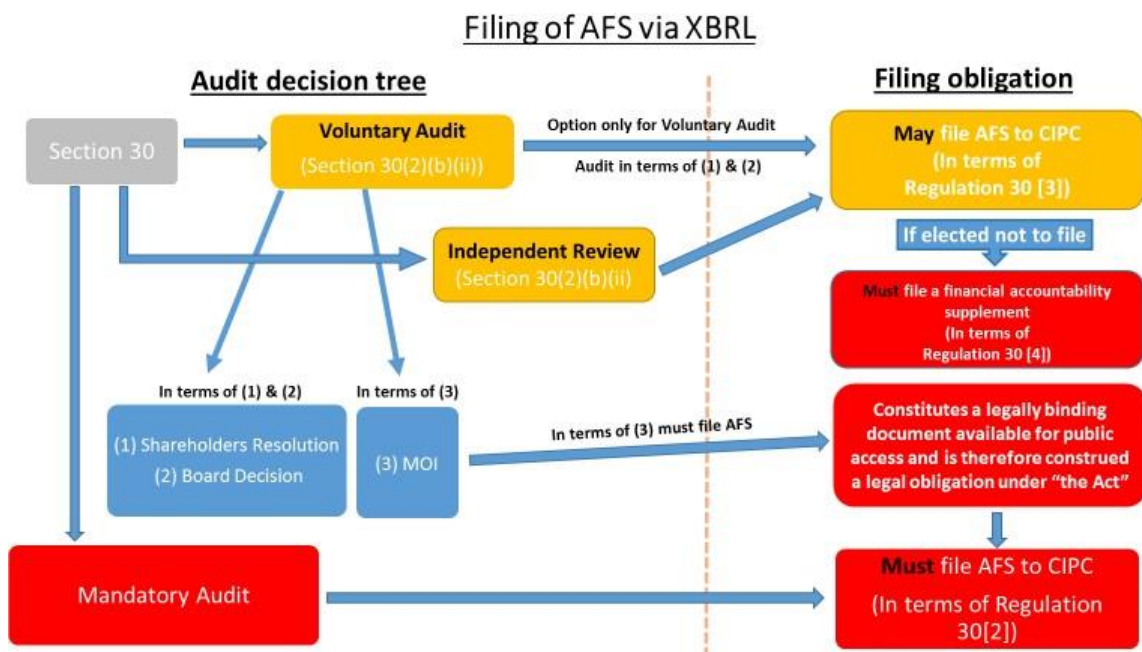 Filing of AFS via XBRL
Audit decision tree
Filing obligation
Section 30
Voluntary Audit
(Section 30(2)(b)(ii))
Option only for Voluntary Audit
Audit in terms of (1) & (2)
May file AFS to CIPC
(In terms of
Regulation 30 [3])
If elected not to file
Independent Review
(Section 30(2)(b)(ii)
Must file a financial accountability
supplement
(In terms of
Regulation 30 [4])
In terms of (1) & (2)
In terms of (3)
(1) Shareholders Resolution
(2) Board Decision
(3) MOI
In terms of (3) must file AFS
Constitutes a legally binding
document available for public
access and is therefore construed
a legal obligation under “the Act”
Mandatory Audit
Must file AFS to CIPC
(In terms of Regulation
30[2])